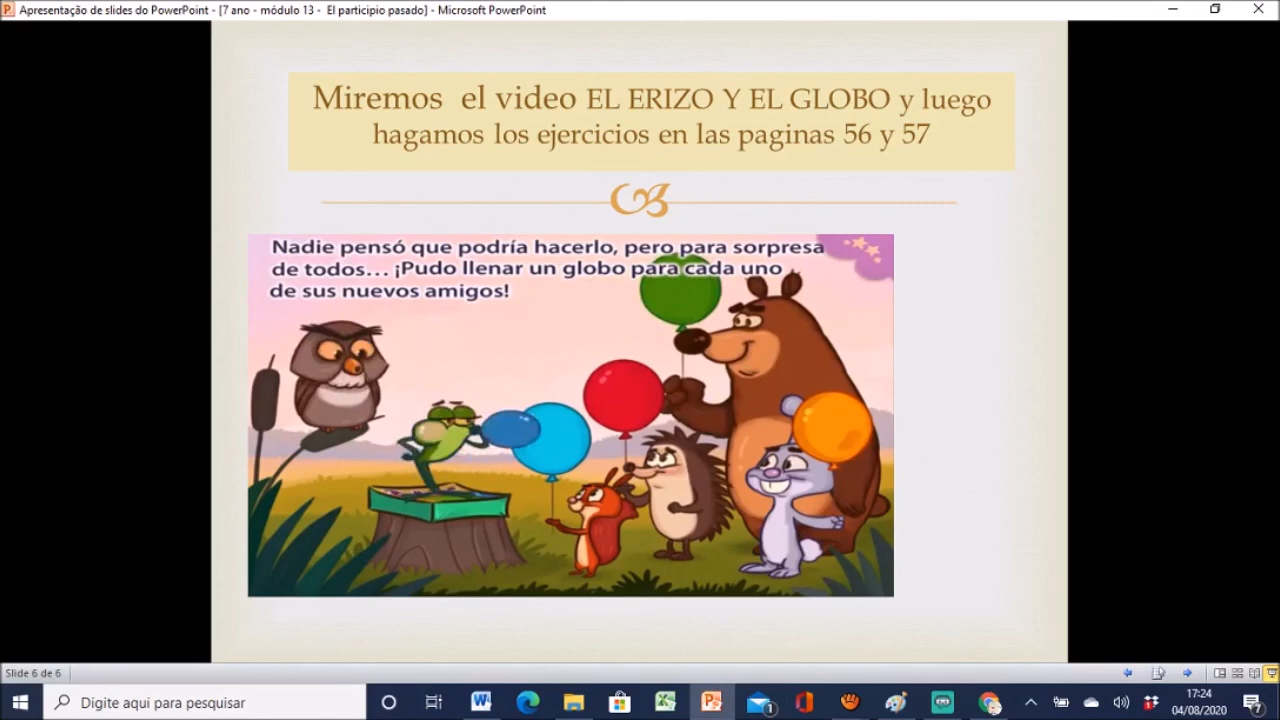 Apresentação de slides do PowerPoint - [7 ano - módulo 13 - El participio pasado] - Microsoft PowerPoint
Miremos el video EL ERIZO Y EL GLOBO y luego
hagamos los ejercicios en las paginas 56 y 57
Nadie pensó que podría hacerlo, pero para sorpresa
de todos... ¡Pudo llenar un globo para cada uno
de sus nuevos amigos!
Slide 6 de 6
Digite aqui para pesquisar
1
17:24
04/08/2020
7